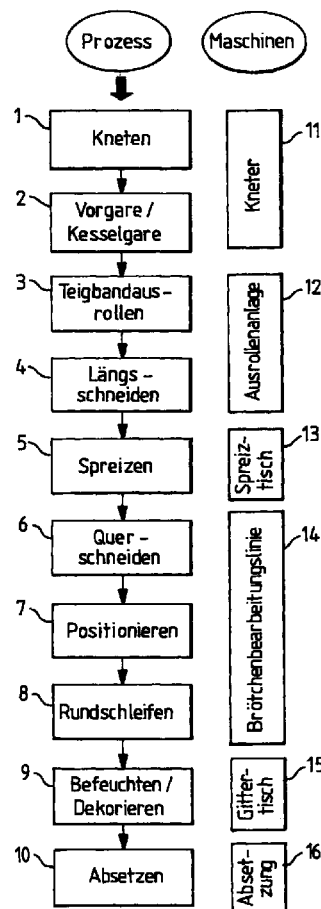 Prozess
Maschinen
1
Kneten
2
Vorgare /
Kesselgare
3
Teigbandaus-
rollen
4
Längs-
schneiden
5
Spreizen
6
Quer-
schneiden
7
Positionieren
8
Rundschleifen
9
Befeuchten /
Dekorieren
10
Absetzen
11
Kneter
12
Ausrollenanlage
13
Spreiz-
tisch
14
Brötchenbearbeitungslinie
15
Gitter-
tisch
16
Abset-
zung